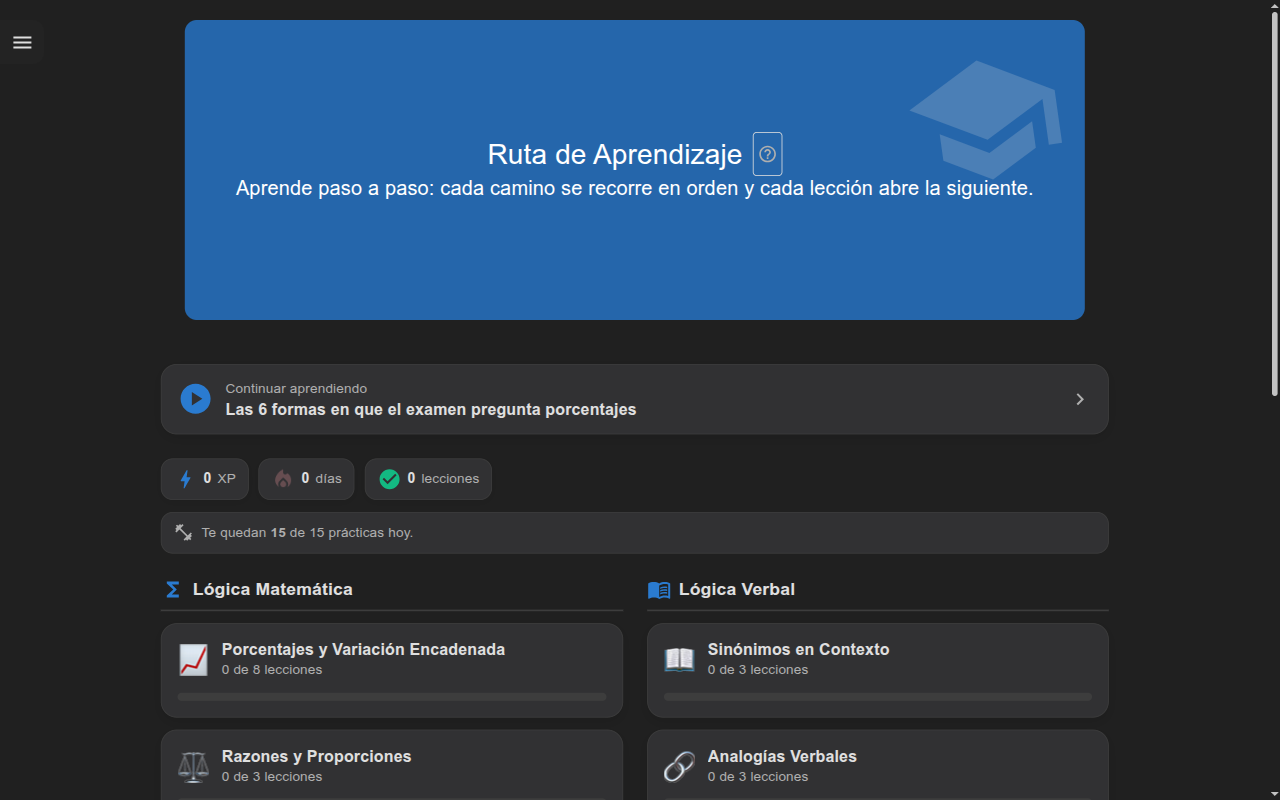 Ruta de Aprendizaje
Aprende paso a paso: cada camino se recorre en orden y cada lección abre la siguiente.
Continuar aprendiendo
Las 6 formas en que el examen pregunta porcentajes
0 XP
0 días
0 lecciones
Te quedan 15 de 15 prácticas hoy.
Lógica Matemática
Porcentajes y Variación Encadenada
0 de 8 lecciones
Razones y Proporciones
0 de 3 lecciones
Lógica Verbal
Sinónimos en Contexto
0 de 3 lecciones
Analogías Verbales
0 de 3 lecciones